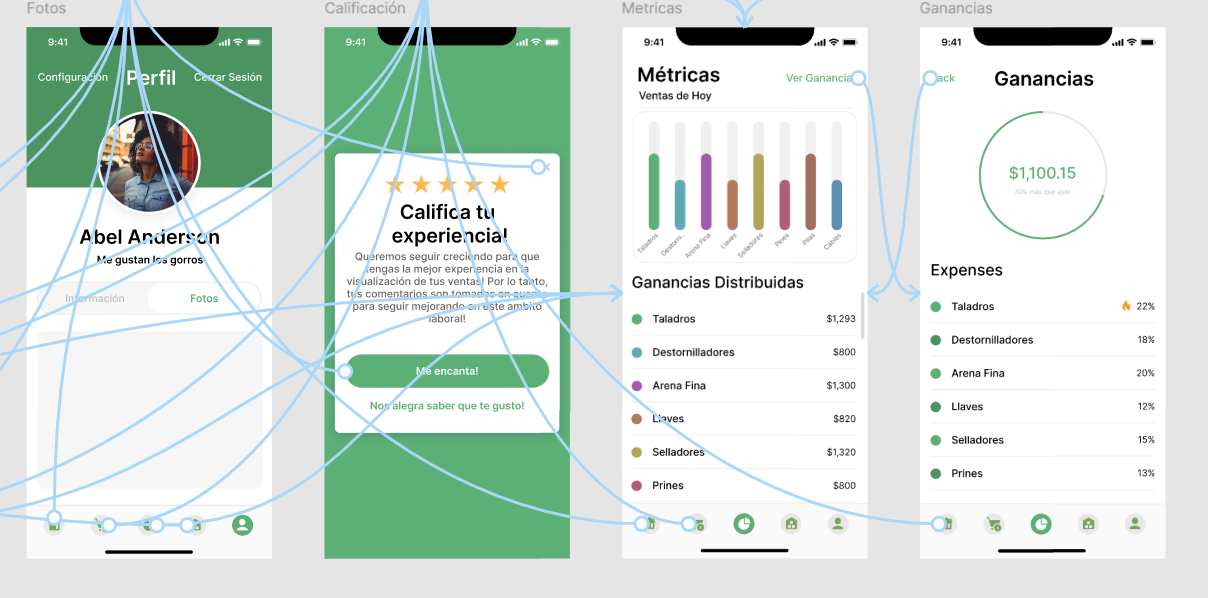 Fotos
9:41
Configuración
Perfil
Cerrar Sesión
Abel Anderson
Me gustan los gorros
Información
Fotos
Calificación
9:41
Califica tu
experiencia!
Queremos seguir creciendo para que
tengas la mejor experiencia en la
visualización de tus ventas! Por lo tanto,
tus comentarios son tomados en cuenta
para seguir mejorando en este ambito
laboral!
Me encanta!
Nos alegra saber que te gusto!
Metricas
9:41
Métricas
Ver Ganancia
Ventas de Hoy
Taladros
Destorni...
Arena Fina
Llaves
Selladores
Pines
Pilas
Cables
Ganancias Distribuidas
Taladros $1,293
Destornilladores $800
Arena Fina $1,300
Llaves $820
Selladores $1,320
Prines $800
Ganancias
9:41
ack
Ganancias
$1,100.15
70% más que ayer
Expenses
Taladros 22%
Destornilladores 18%
Arena Fina 20%
Llaves 12%
Selladores 15%
Prines 13%